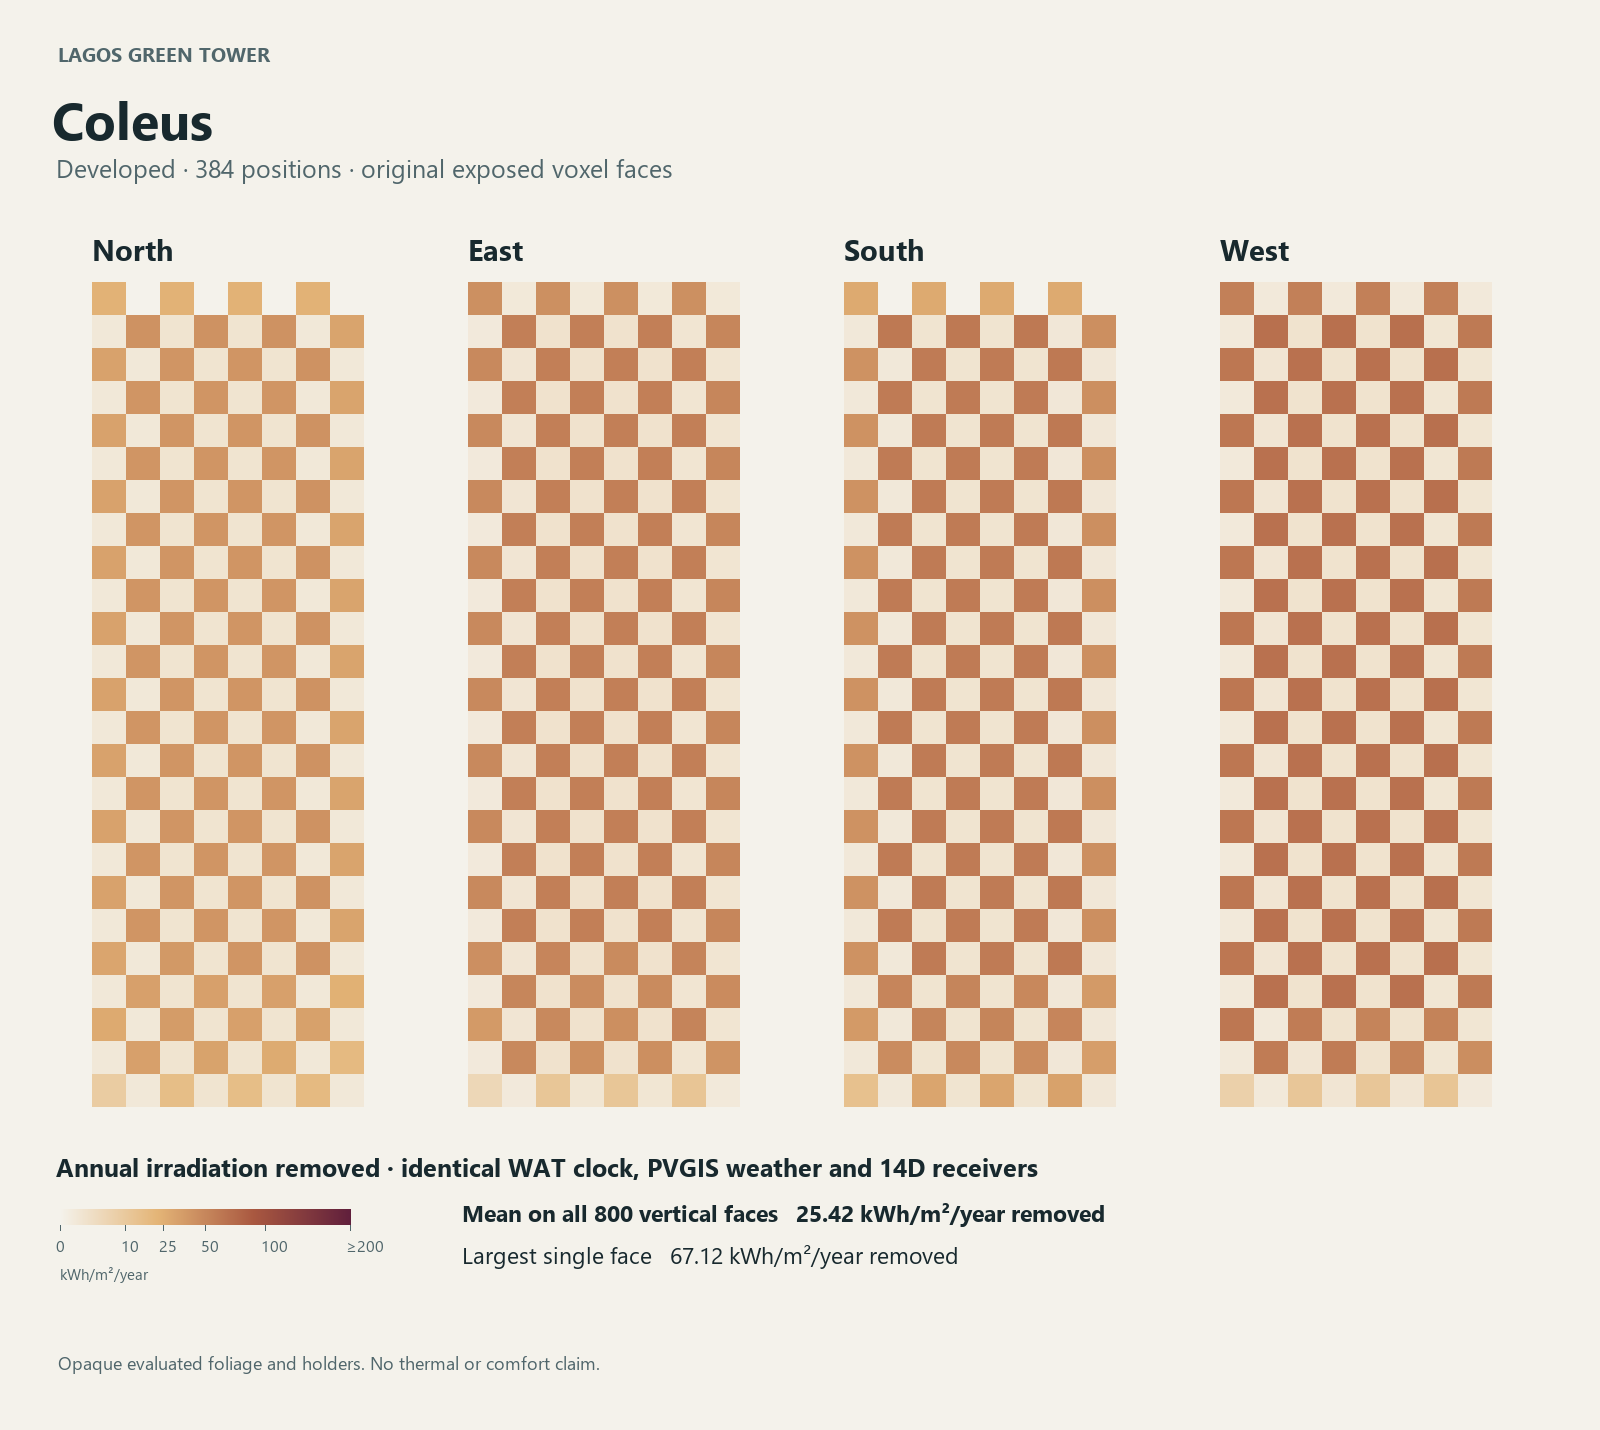 LAGOS GREEN TOWER
Coleus
Developed · 384 positions · original exposed voxel faces
North East South West
Annual irradiation removed · identical WAT clock, PVGIS weather and 14D receivers
Mean on all 800 vertical faces 25.42 kWh/m²/year removed
0 10 25 50 100 ≥200
Largest single face 67.12 kWh/m²/year removed
kWh/m²/year
Opaque evaluated foliage and holders. No thermal or comfort claim.